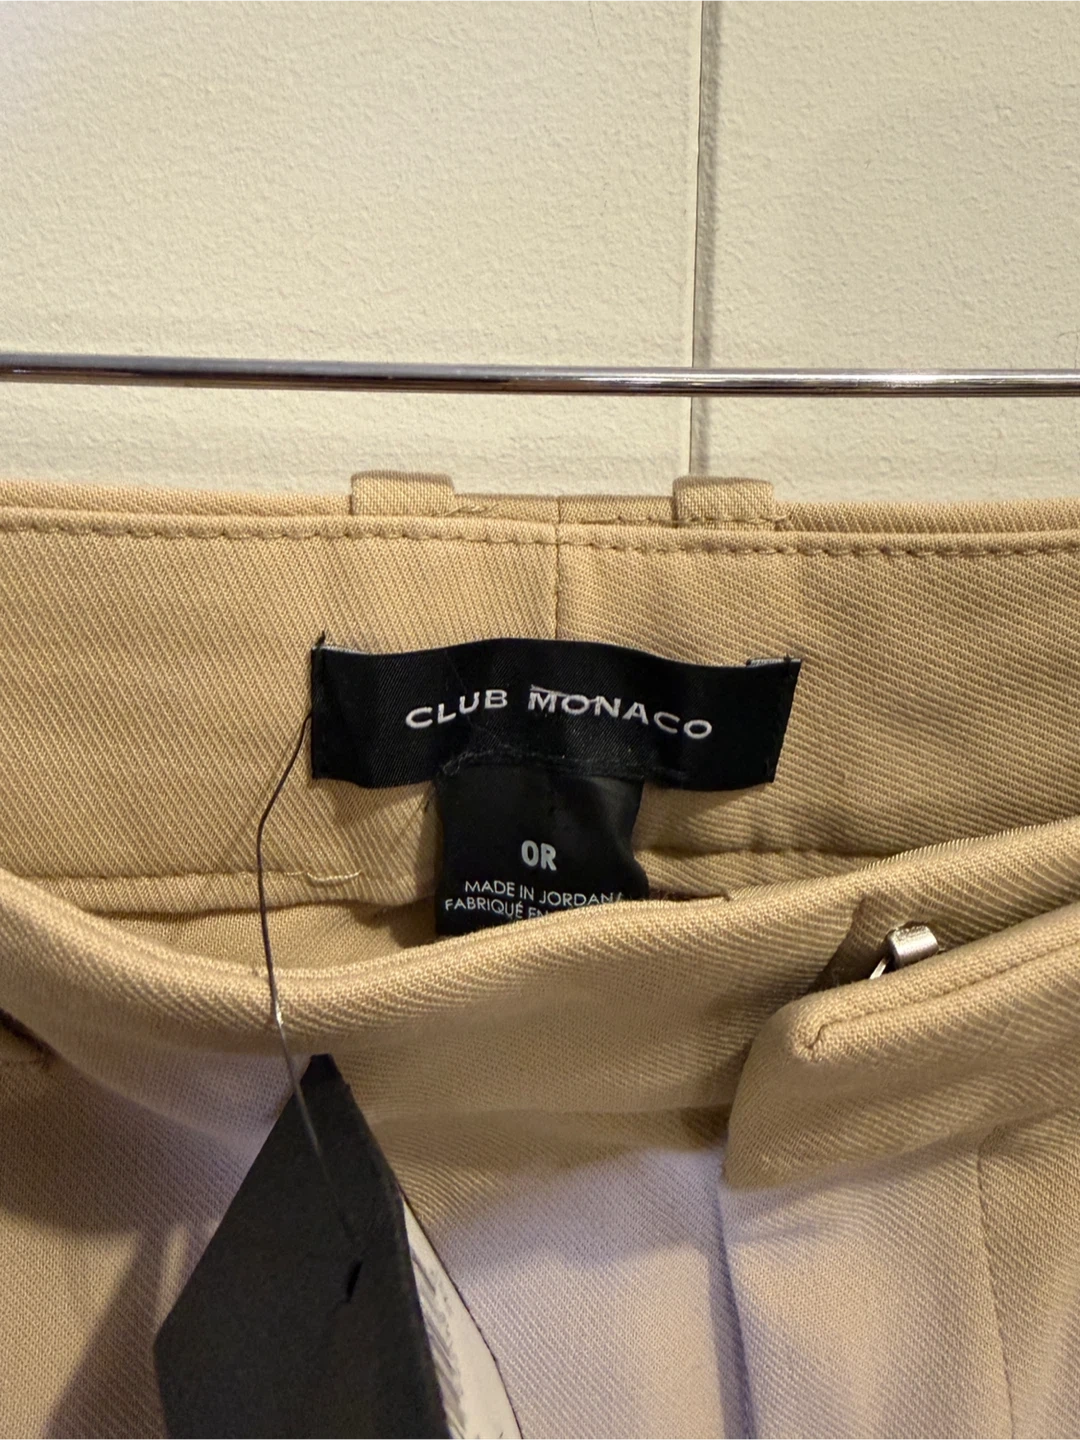 CLUB MONACO
0R
MADE IN JORDAN
FABRIQUÉ EN